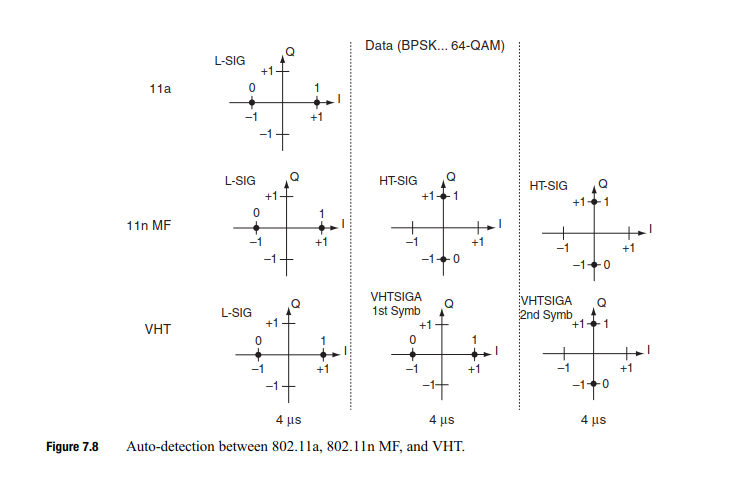 Data (BPSK... 64-QAM)
11a
L-SIG
Q
+1
0
1
I
−1
+1
−1
11n MF
L-SIG
Q
+1
0
1
I
−1
+1
−1
HT-SIG
Q
+1
1
I
−1
+1
−1
0
HT-SIG
Q
+1
1
I
−1
+1
−1
0
VHT
L-SIG
Q
+1
0
1
I
−1
+1
−1
VHTSIGA
1st Symb
Q
+1
0
1
I
−1
+1
−1
VHTSIGA
2nd Symb
Q
+1
1
I
−1
+1
−1
0
4 μs
4 μs
4 μs
Figure 7.8 Auto-detection between 802.11a, 802.11n MF, and VHT.